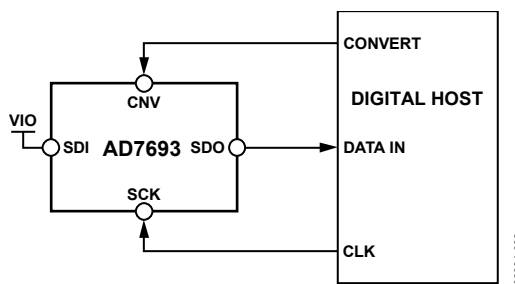 CONVERT
CNV
DIGITAL HOST
VIO
SDI AD7693 SDO
DATA IN
SCK
CLK